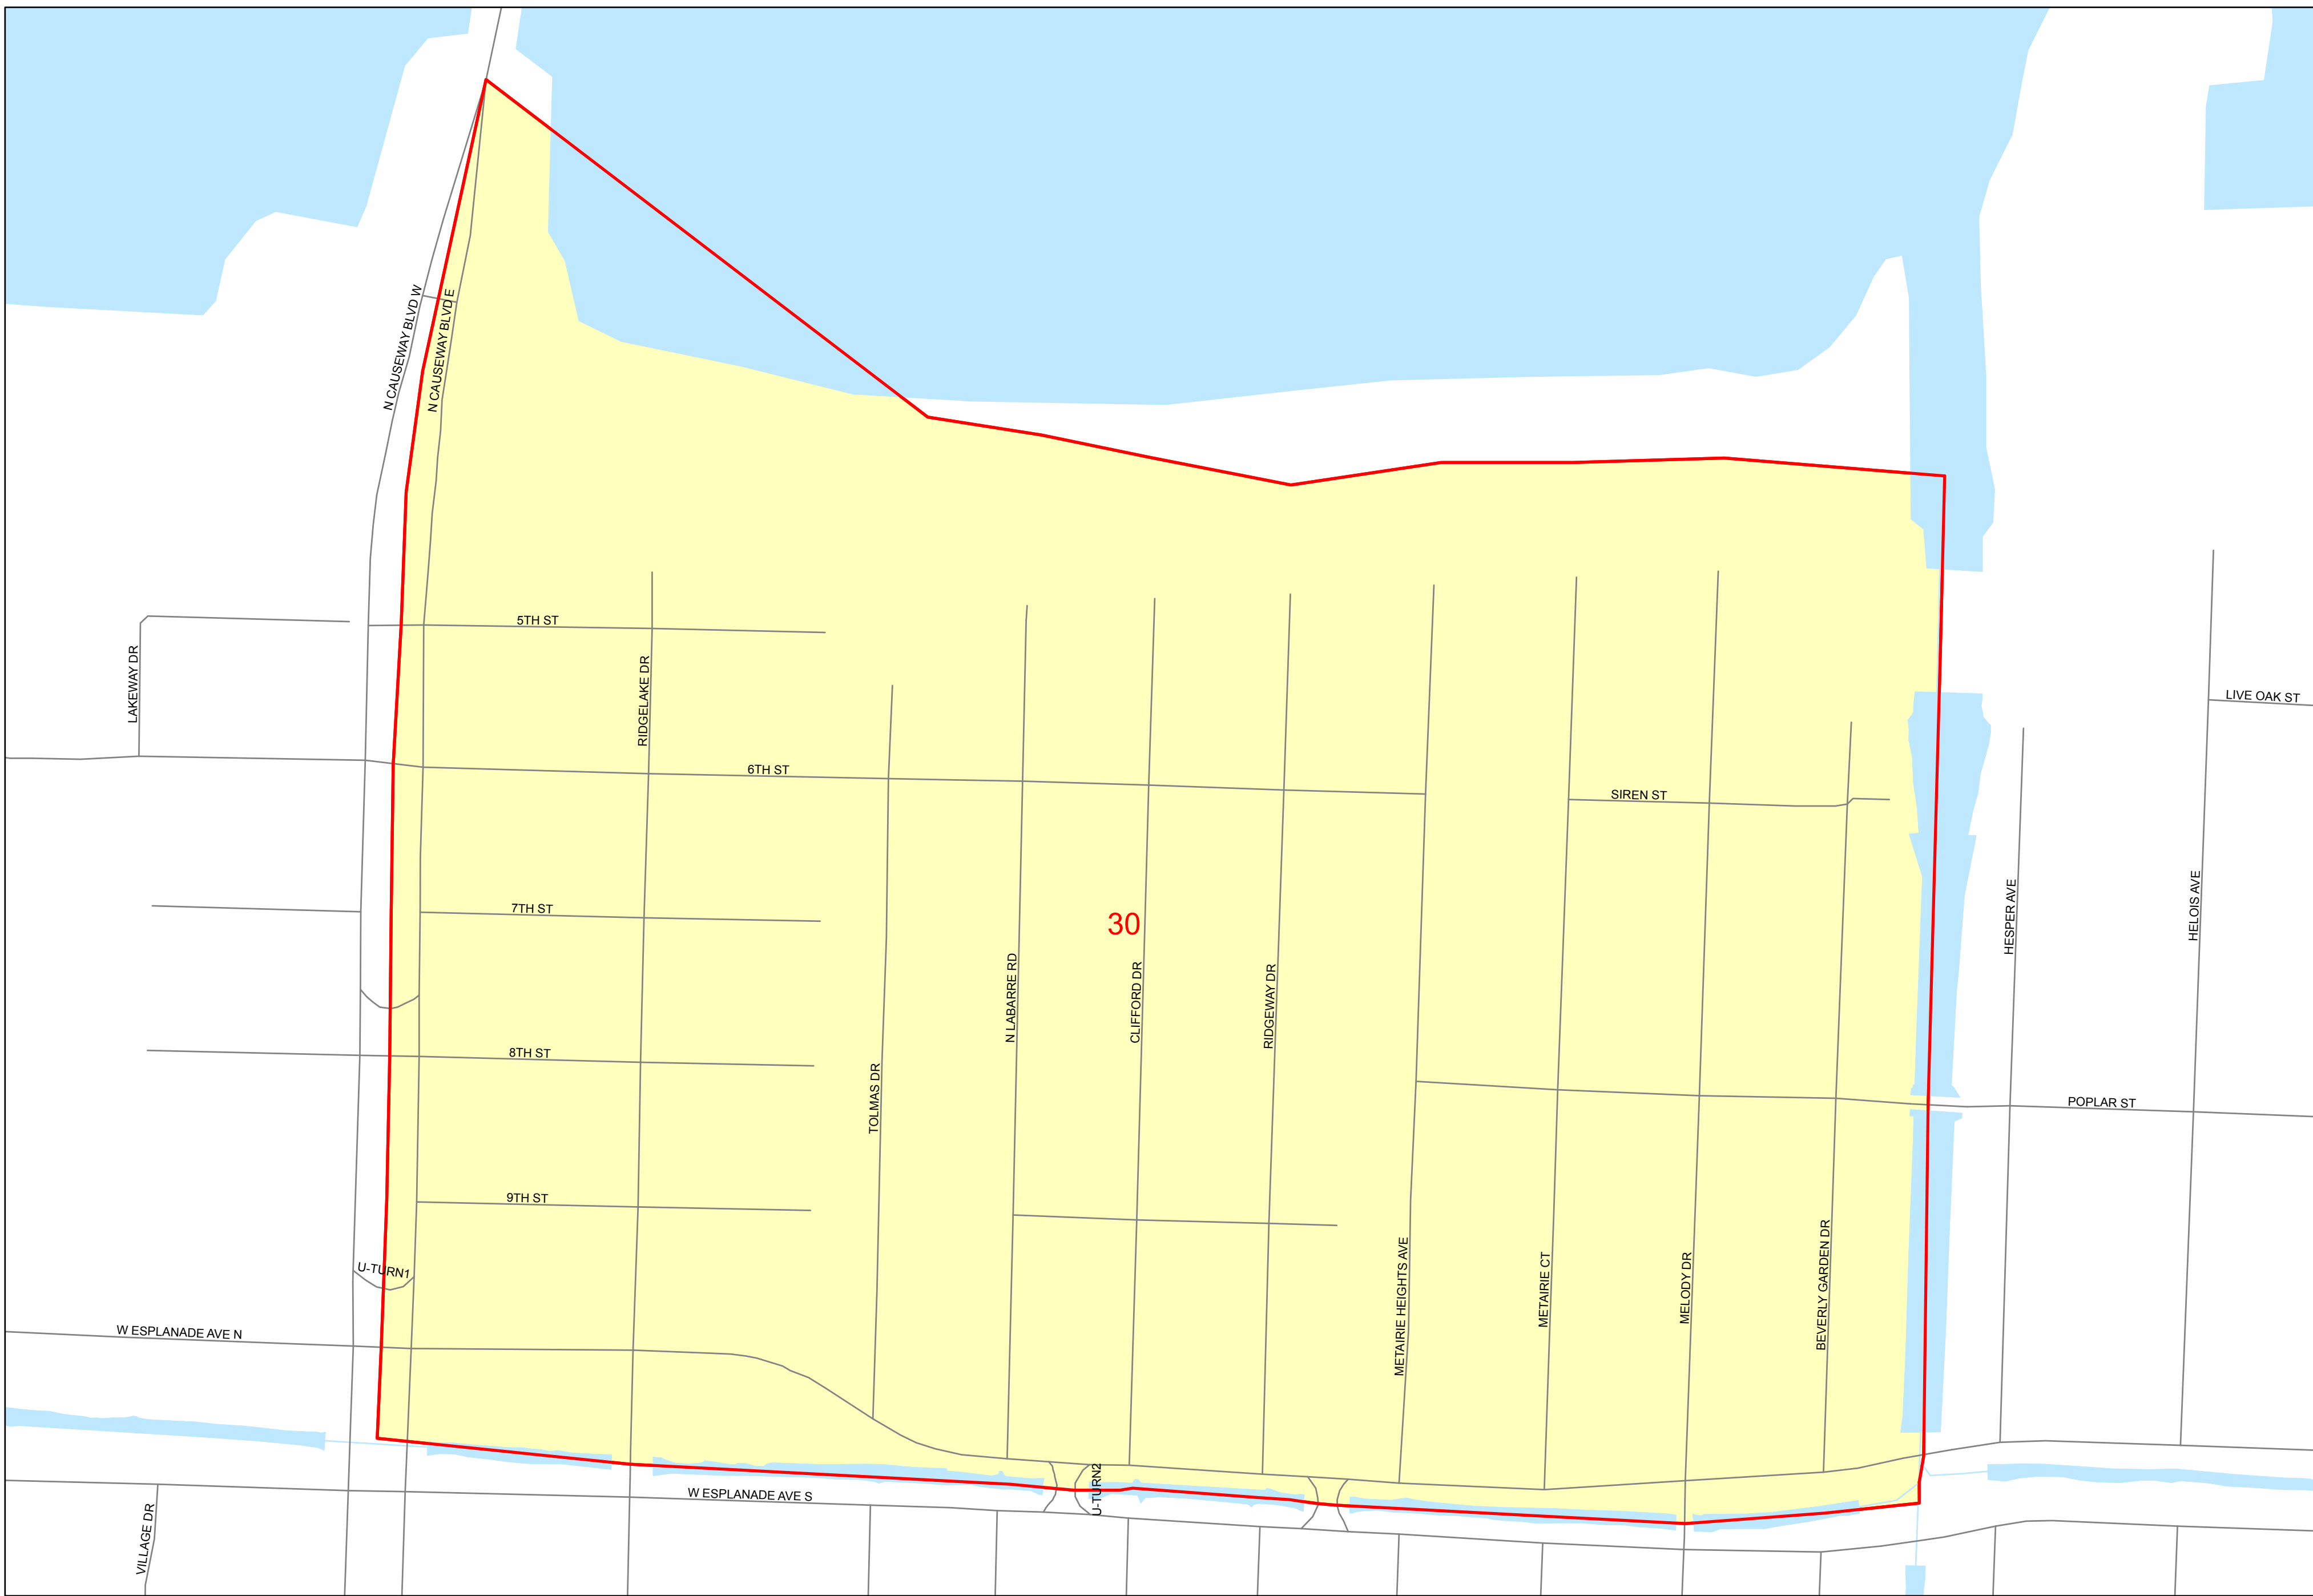 N CAUSEWAY BLVD W
N CAUSEWAY BLVD E
5TH ST
LAKEWAY DR
RIDGELAKE DR
LIVE OAK ST
6TH ST
SIREN ST
7TH ST
30
HESPER AVE
HELOIS AVE
N LABARRE RD
CLIFFORD DR
RIDGEWAY DR
8TH ST
TOLMAS DR
POPLAR ST
9TH ST
METAIRIE HEIGHTS AVE
METAIRIE CT
MELODY DR
BEVERLY GARDEN DR
U-TURN1
W ESPLANADE AVE N
U-TURN2
W ESPLANADE AVE S
VILLAGE DR